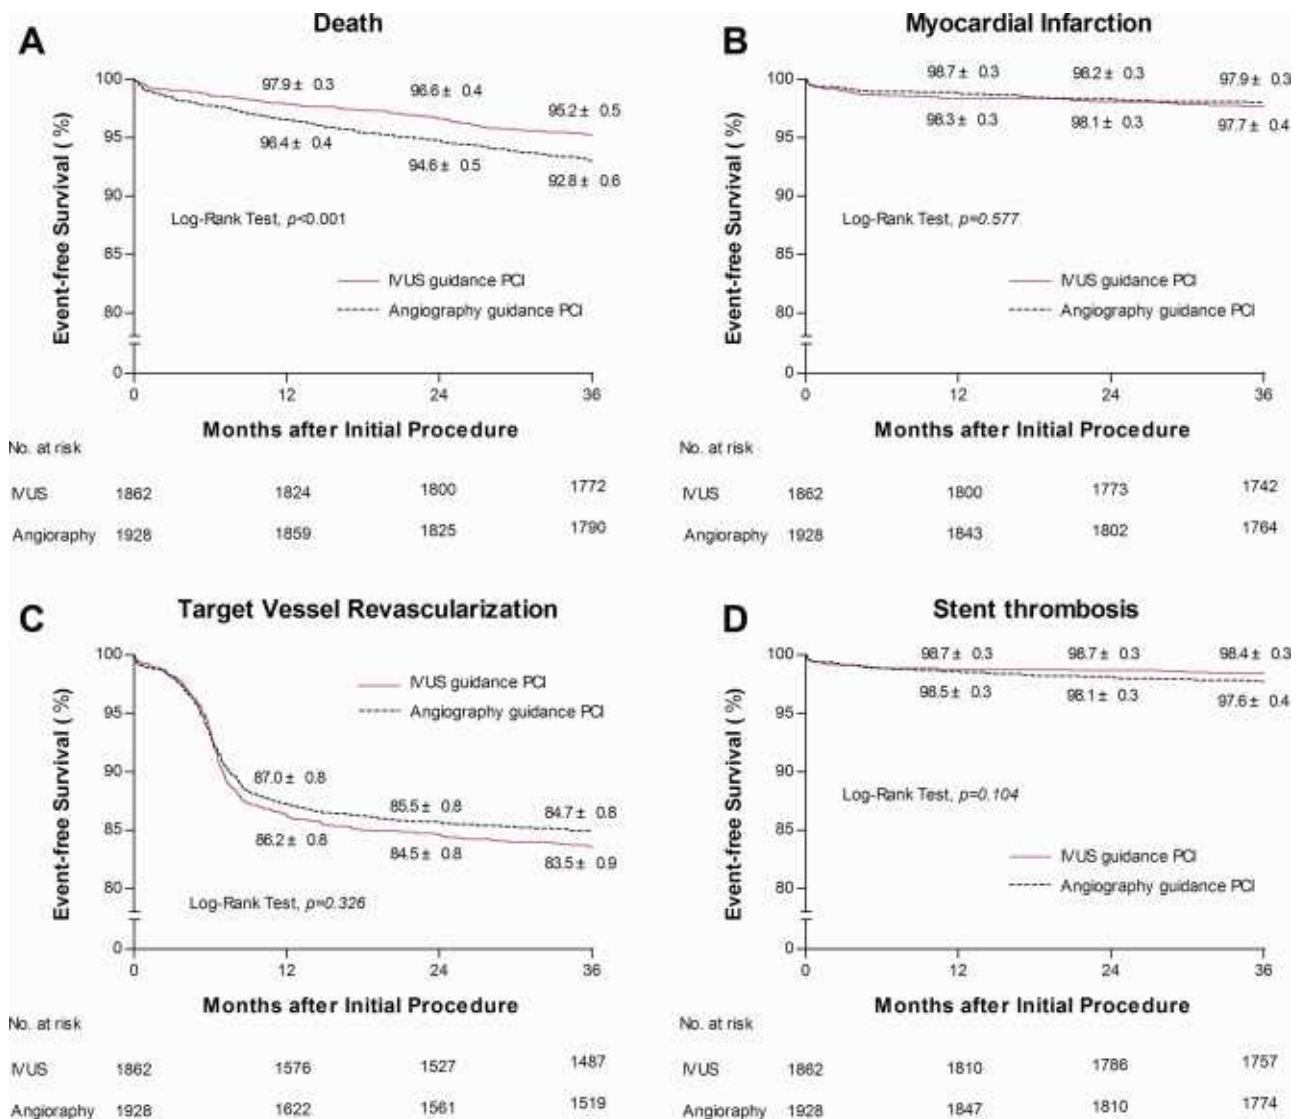 A
Death
100
95
90
85
80
0
Event-free Survival ( %)
97.9 ± 0.3
96.6 ± 0.4
95.2 ± 0.5
96.4 ± 0.4
94.6 ± 0.5
92.8 ± 0.6
Log-Rank Test, p<0.001
IVUS guidance PCI
Angiography guidance PCI
0 12 24 36
Months after Initial Procedure
No. at risk
IVUS 1862 1824 1800 1772
Angioraphy 1928 1859 1825 1790
B
Myocardial Infarction
100
95
90
85
80
0
Event-free Survival ( %)
98.7 ± 0.3
98.2 ± 0.3
97.9 ± 0.3
98.3 ± 0.3
98.1 ± 0.3
97.7 ± 0.4
Log-Rank Test, p=0.577
IVUS guidance PCI
Angiography guidance PCI
0 12 24 36
Months after Initial Procedure
No. at risk
IVUS 1862 1800 1773 1742
Angioraphy 1928 1843 1802 1764
C
Target Vessel Revascularization
100
95
90
85
80
0
Event-free Survival ( %)
IVUS guidance PCI
Angiography guidance PCI
87.0 ± 0.8
85.5 ± 0.8
84.7 ± 0.8
86.2 ± 0.8
84.5 ± 0.8
83.5 ± 0.9
Log-Rank Test, p=0.326
0 12 24 36
Months after Initial Procedure
No. at risk
IVUS 1862 1576 1527 1487
Angioraphy 1928 1622 1561 1519
D
Stent thrombosis
100
95
90
85
80
0
Event-free Survival ( %)
98.7 ± 0.3
98.7 ± 0.3
98.4 ± 0.3
98.5 ± 0.3
98.1 ± 0.3
97.6 ± 0.4
Log-Rank Test, p=0.104
IVUS guidance PCI
Angiography guidance PCI
0 12 24 36
Months after Initial Procedure
No. at risk
IVUS 1862 1810 1786 1757
Angioraphy 1928 1847 1810 1774